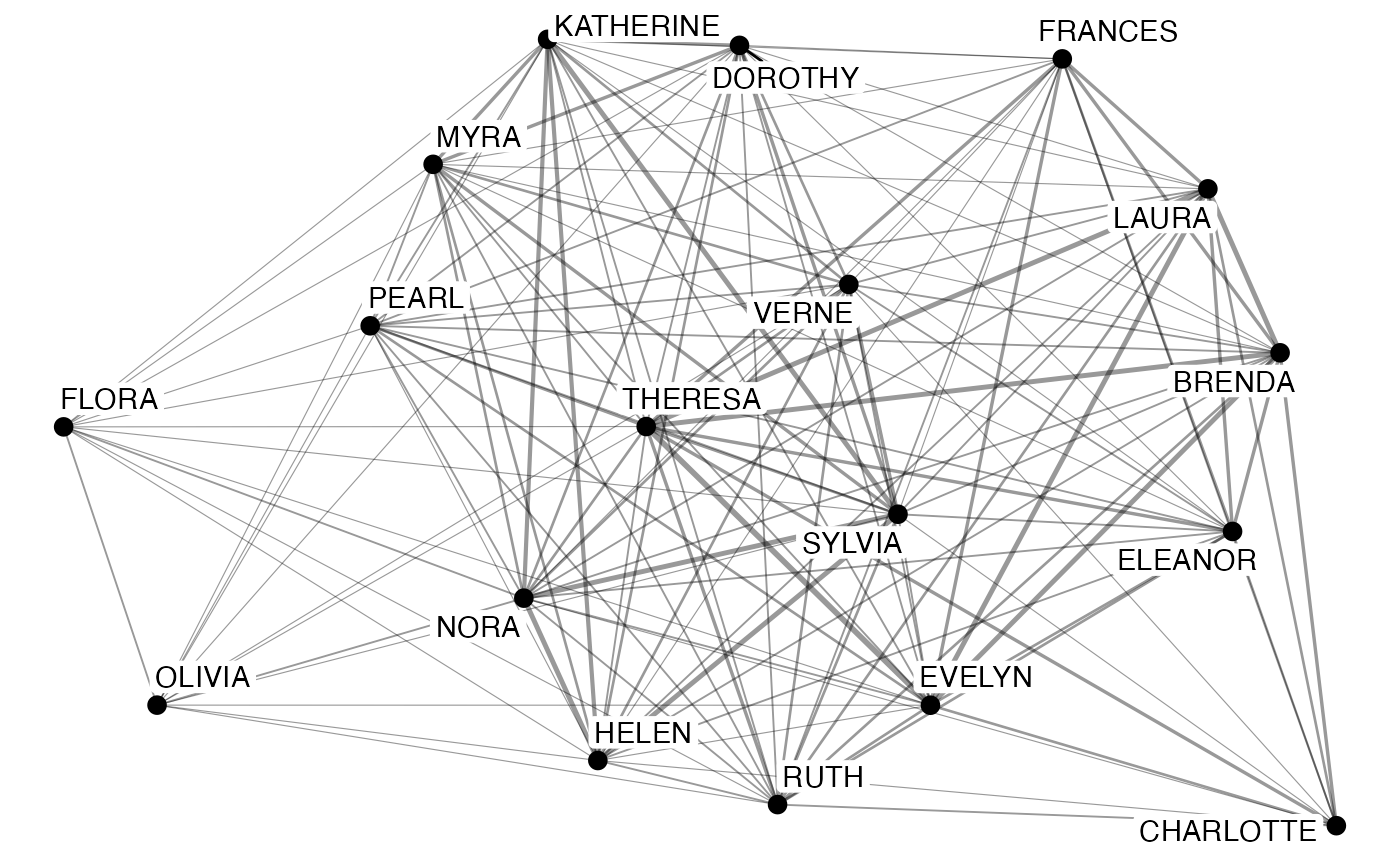 KATHERINE
FRANCES
DOROTHY
MYRA
LAURA
PEARL
VERNE
BRENDA
FLORA
THERESA
SYLVIA
ELEANOR
NORA
OLIVIA
EVELYN
HELEN
RUTH
CHARLOTTE